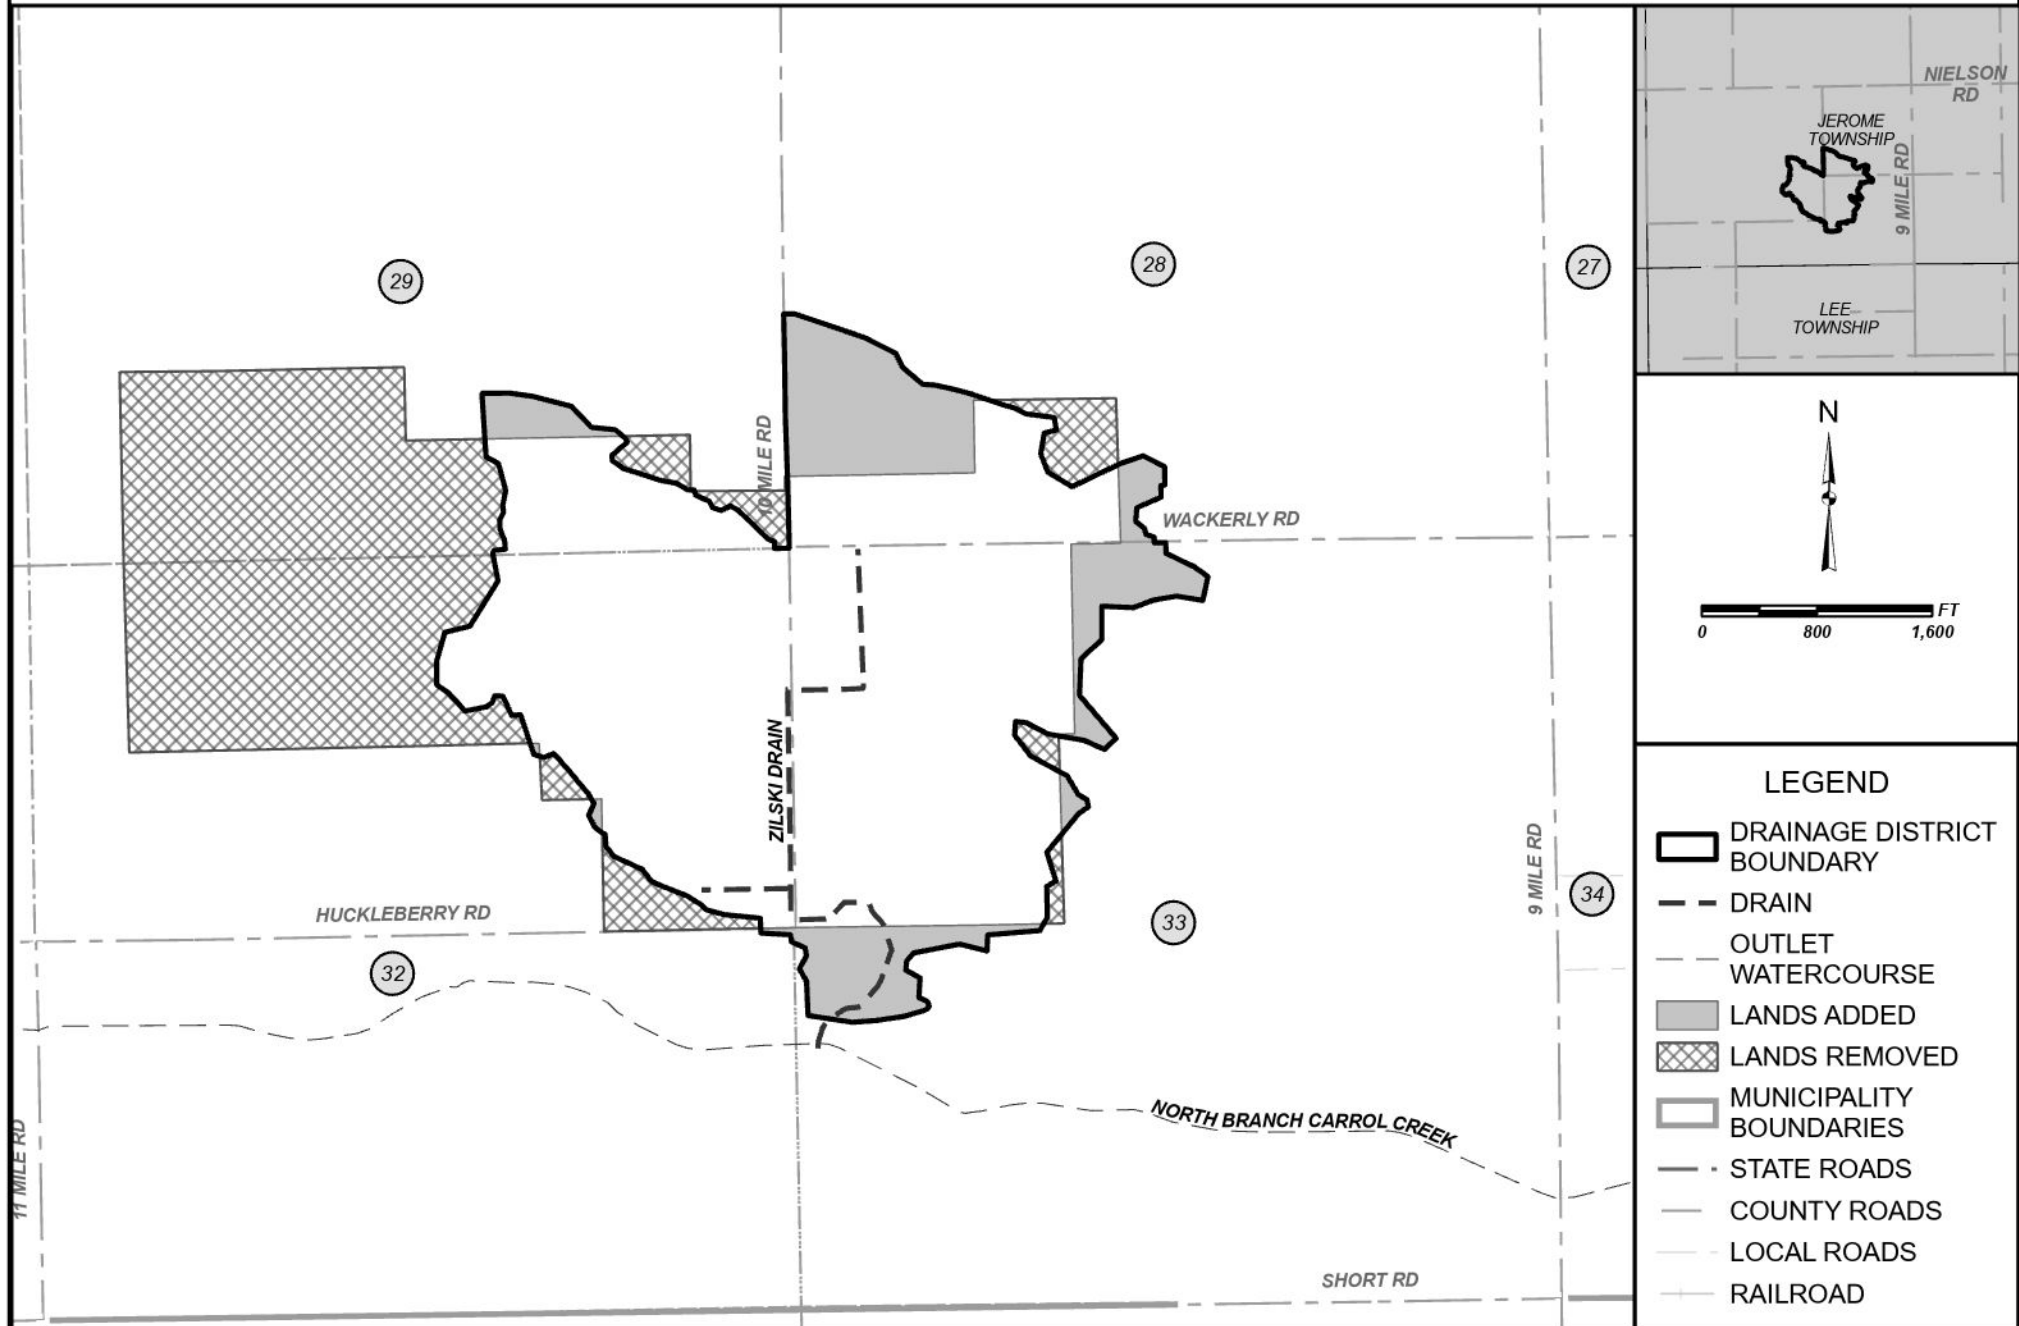 29
28
27
10 MILE RD
WACKERLY RD
ZILSKI DRAIN
9 MILE RD
34
HUCKLEBERRY RD
33
32
NORTH BRANCH CARROL CREEK
11 MILE RD
SHORT RD
NIELSON
RD
JEROME
TOWNSHIP
9 MILE RD
LEE
TOWNSHIP
N
FT
0 800 1,600
LEGEND
DRAINAGE DISTRICT
BOUNDARY
DRAIN
OUTLET
WATERCOURSE
LANDS ADDED
LANDS REMOVED
MUNICIPALITY
BOUNDARIES
STATE ROADS
COUNTY ROADS
LOCAL ROADS
RAILROAD